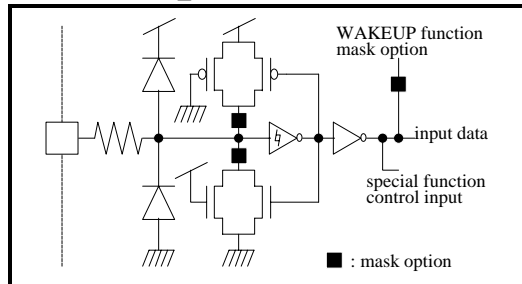 WAKEUP function
mask option
input data
special function
control input
: mask option